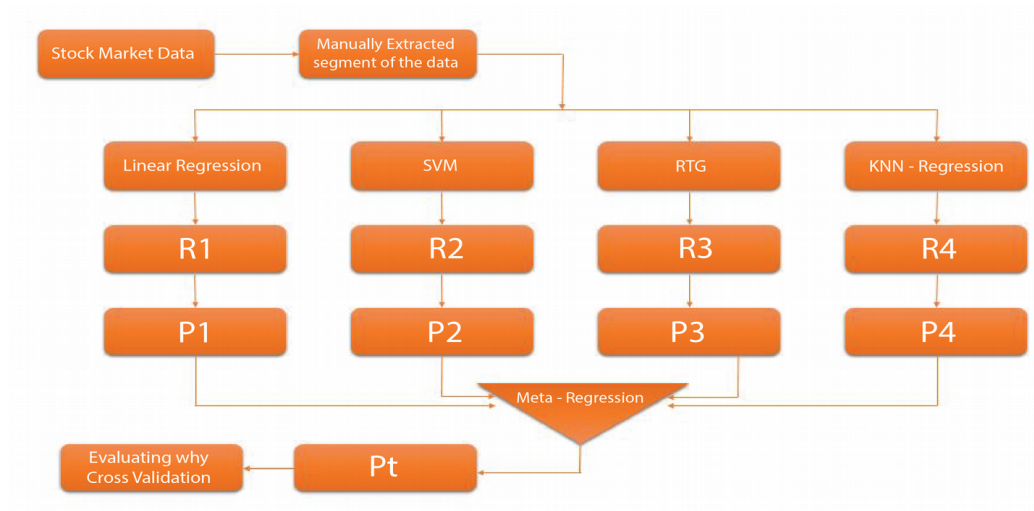 Stock Market Data
Manually Extracted
segment of the data
Linear Regression
SVM
RTG
KNN - Regression
R1
R2
R3
R4
P1
P2
P3
P4
Meta - Regression
Evaluating why
Cross Validation
Pt